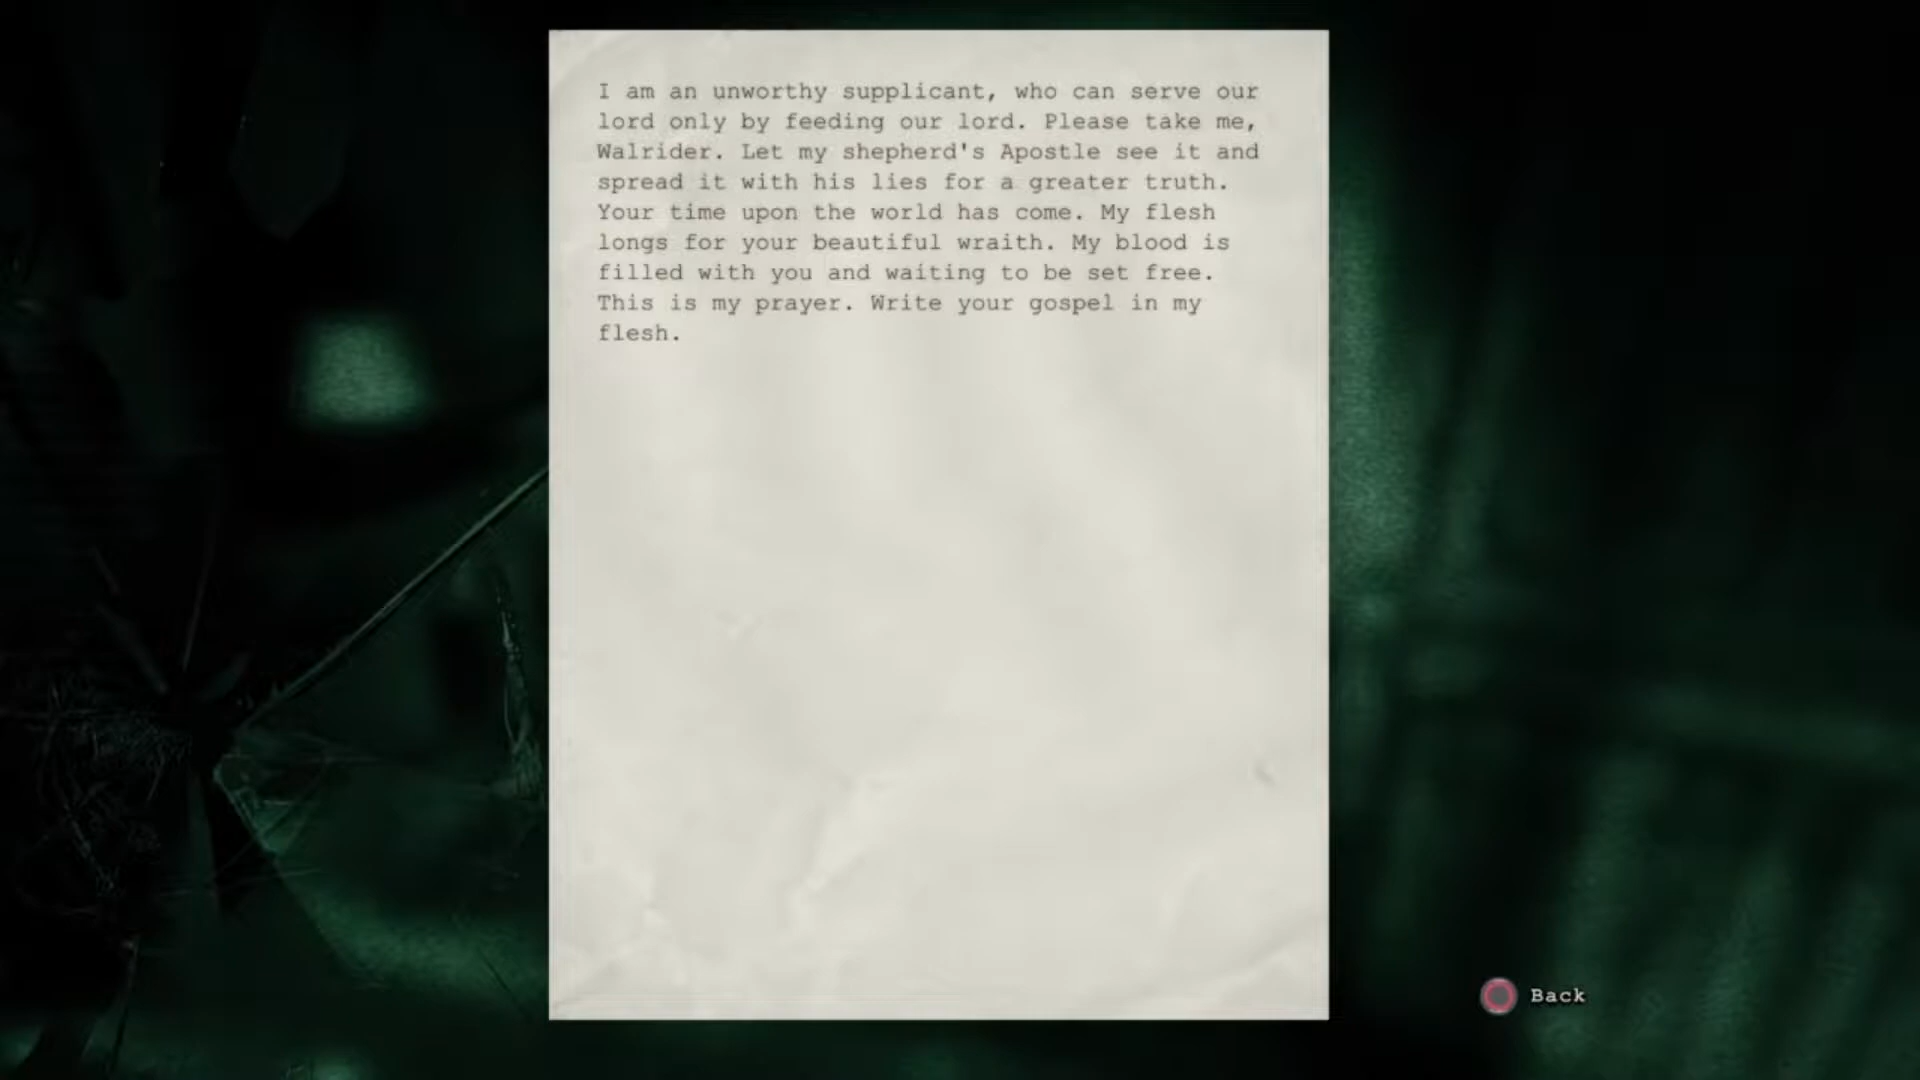 I am an unworthy supplicant, who can serve our
lord only by feeding our lord. Please take me,
Walrider. Let my shepherd's Apostle see it and
spread it with his lies for a greater truth.
Your time upon the world has come. My flesh
longs for your beautiful wraith. My blood is
filled with you and waiting to be set free.
This is my prayer. Write your gospel in my
flesh.
Back